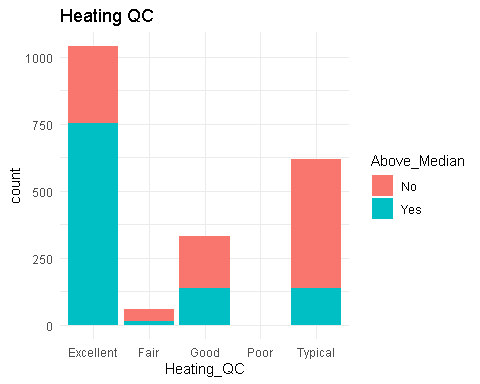 Heating QC
1000
750
500
250
0
count
Excellent Fair Good Poor Typical
Heating_QC
Above_Median
No
Yes